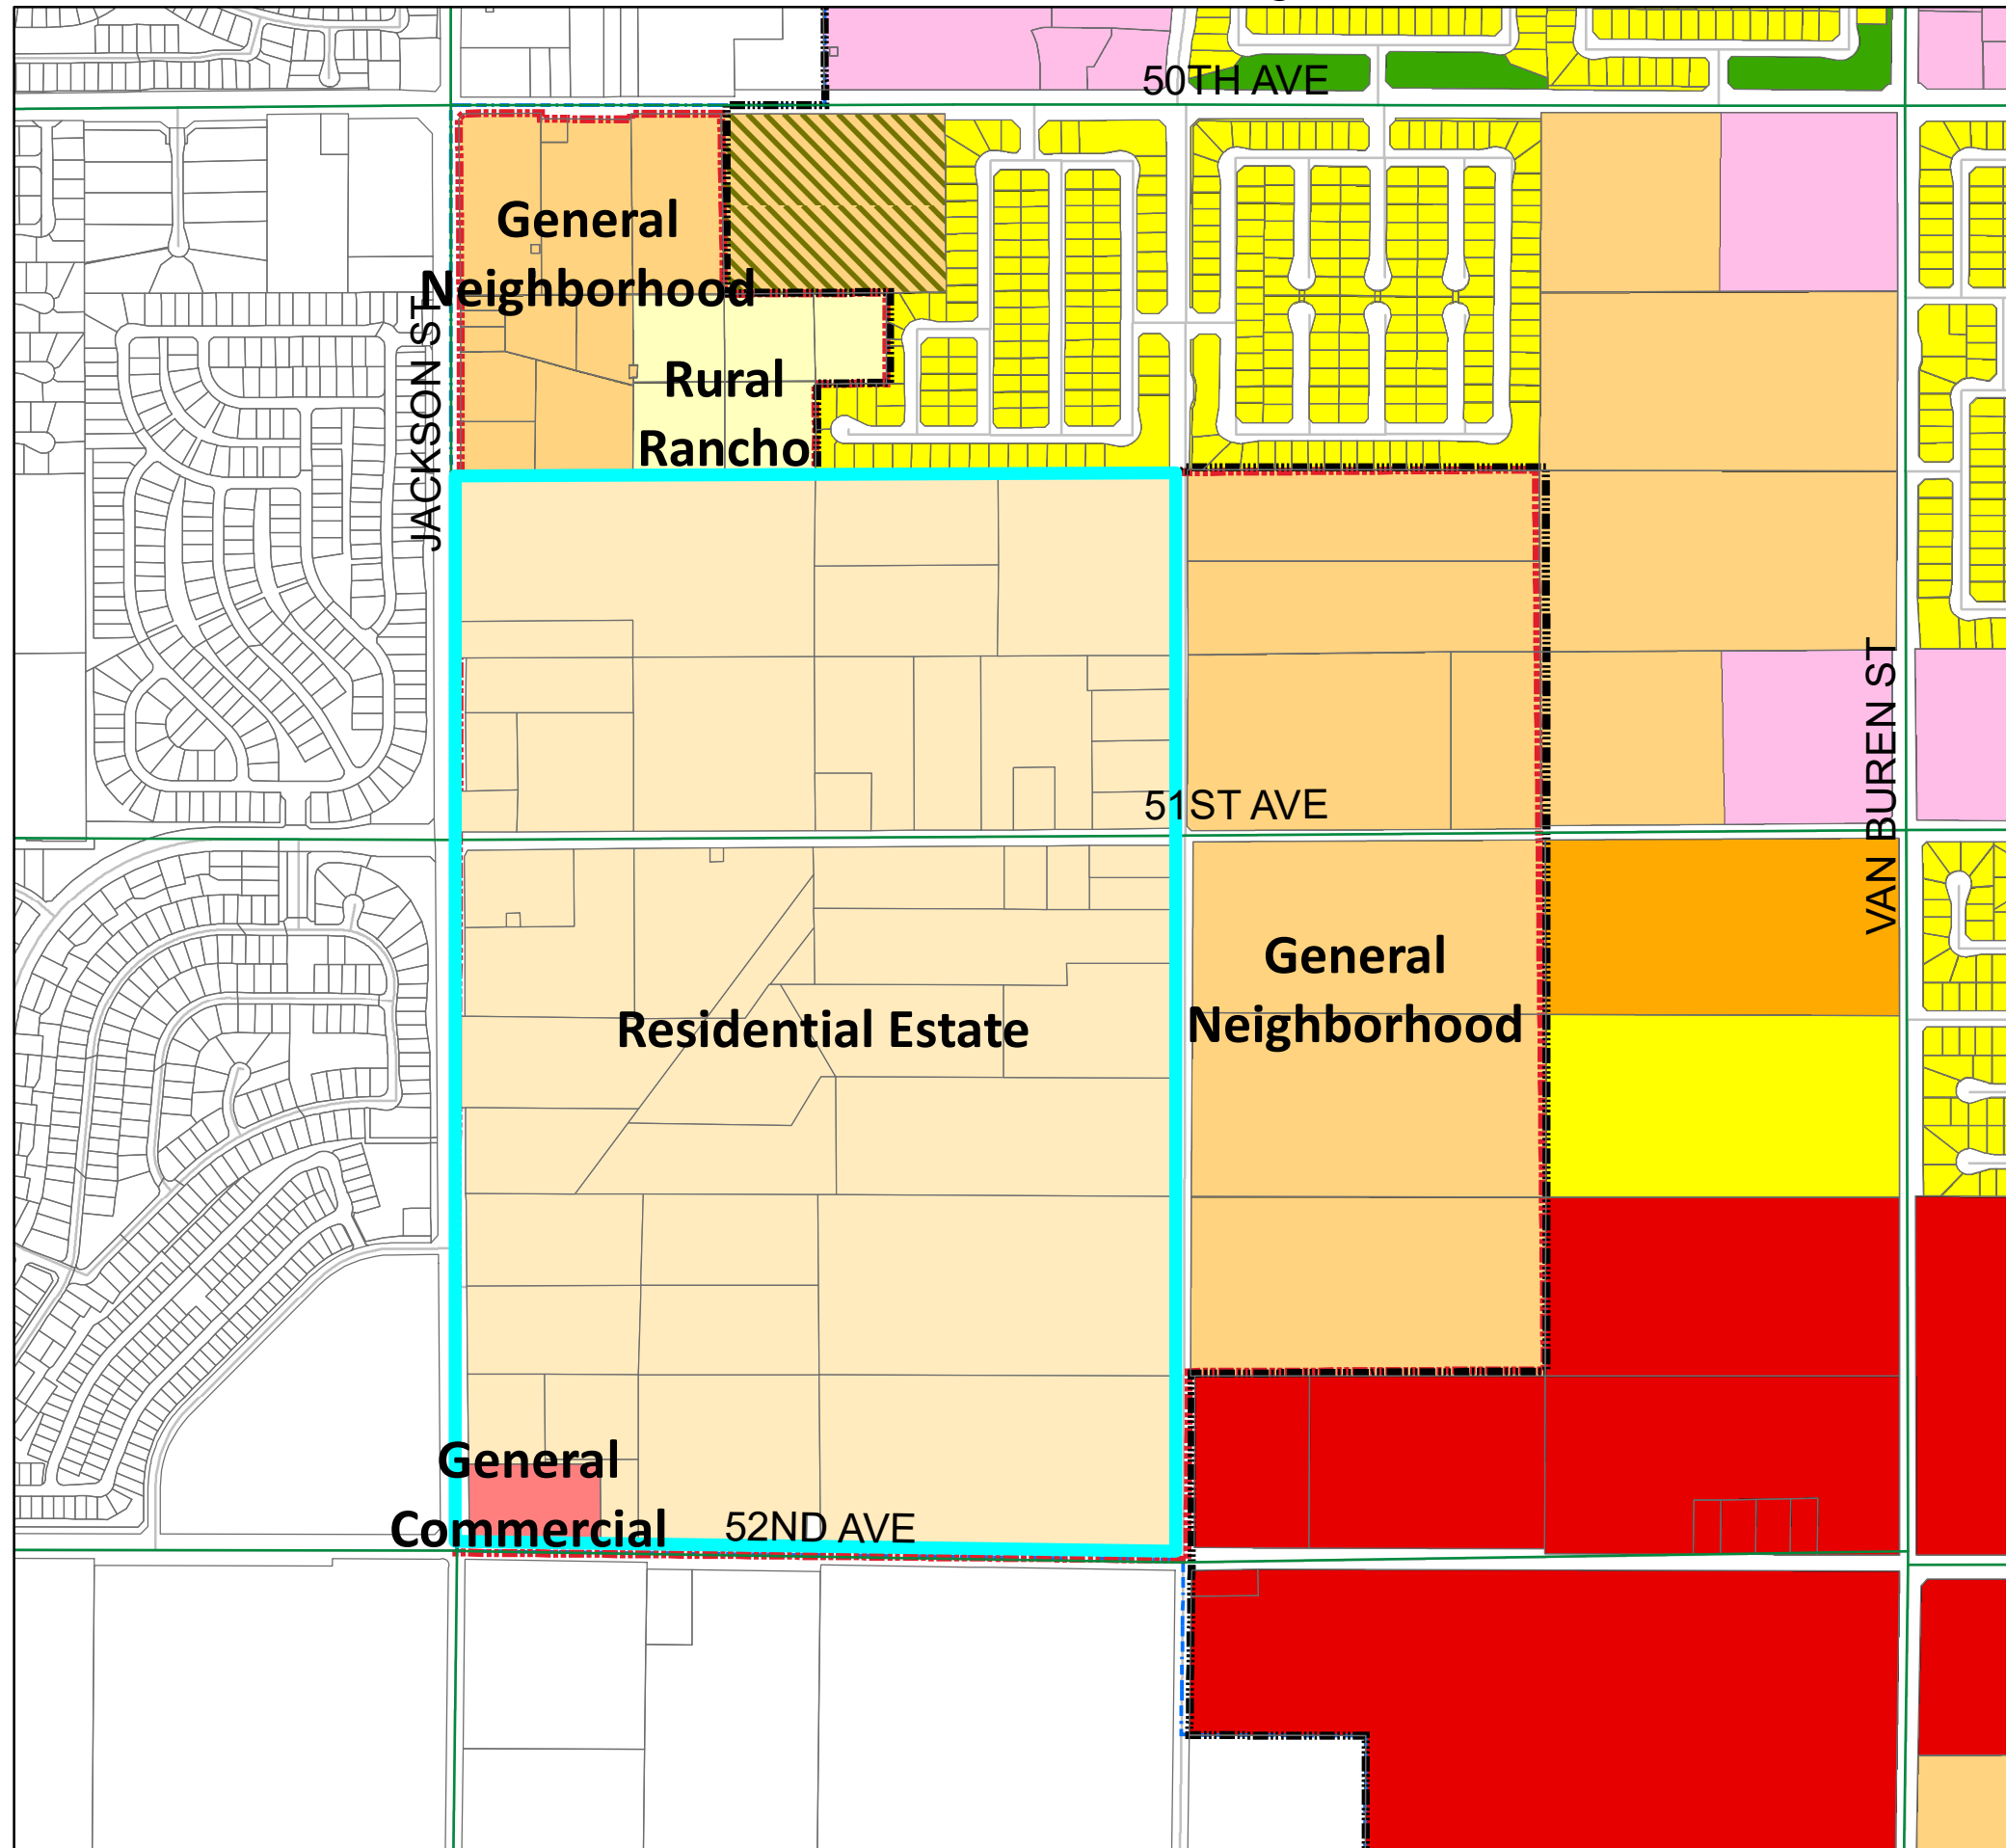 50TH AVE
General
Neighborhood
JACKSON ST
Rural
Rancho
51ST AVE
VAN BUREN ST
General
Neighborhood
Residential Estate
General
Commercial
52ND AVE